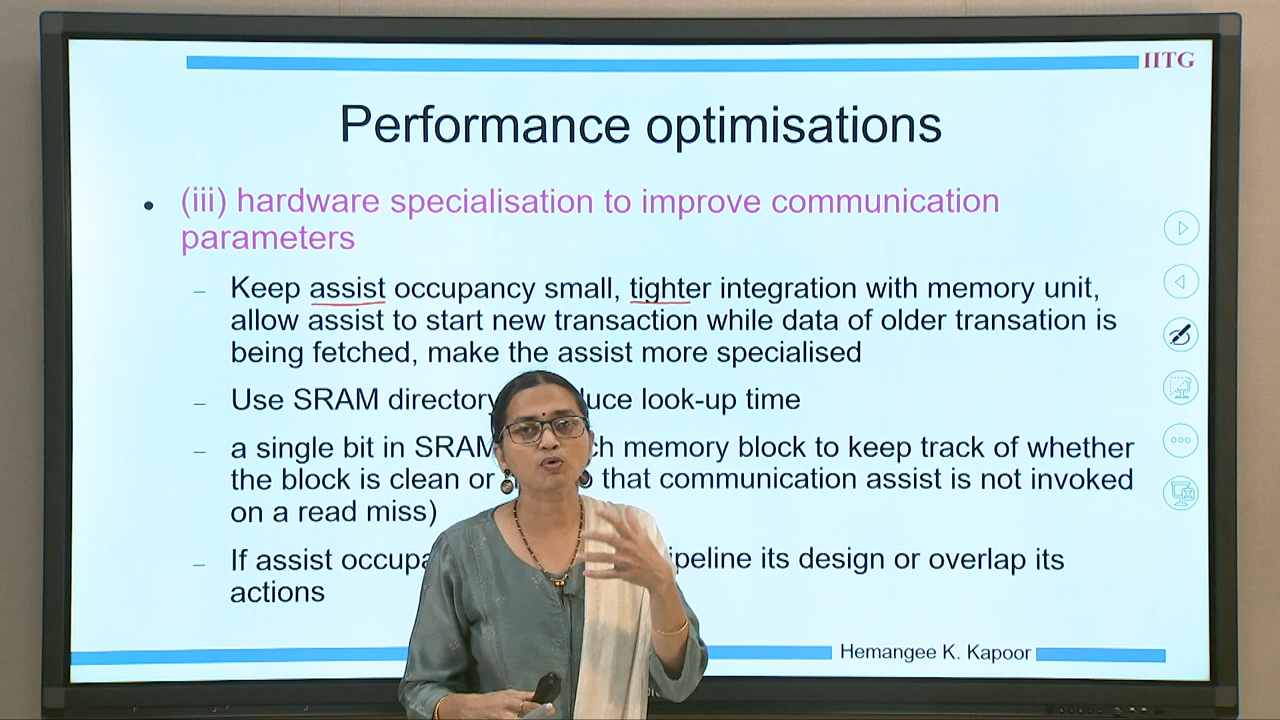 IITG
Performance optimisations
• (iii) hardware specialisation to improve communication
parameters
– Keep assist occupancy small, tighter integration with memory unit,
allow assist to start new transaction while data of older transation is
being fetched, make the assist more specialised
– Use SRAM directory look-up time
– a single bit in SRAM memory block to keep track of whether
the block is clean or that communication assist is not invoked
on a read miss)
– If assist its design or overlap its
actions
Hemangee K. Kapoor